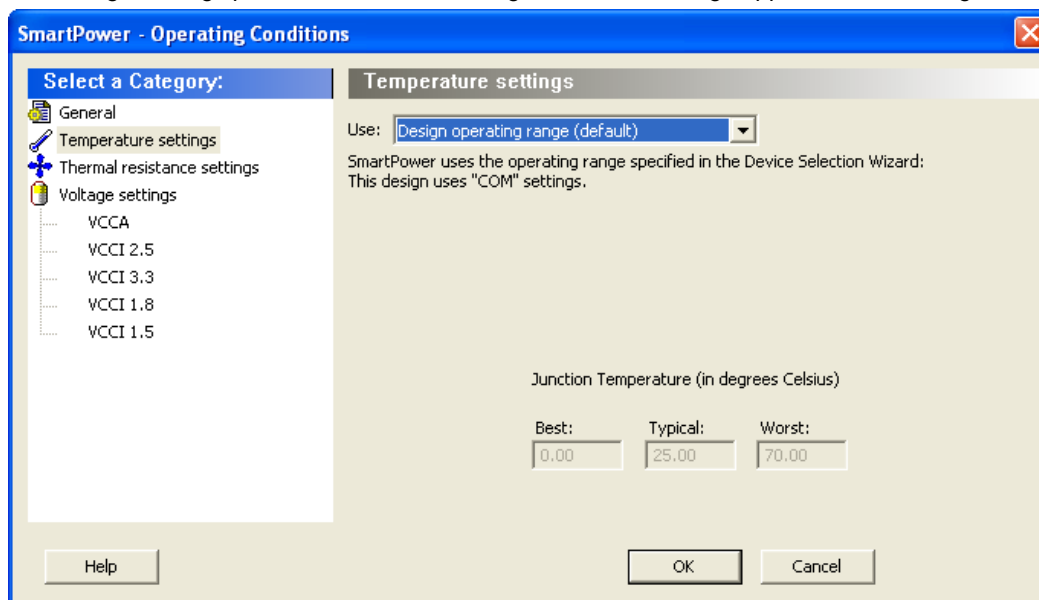 SmartPower - Operating Conditions
Select a Category:
General
Temperature settings
Thermal resistance settings
Voltage settings
VCCA
VCCI 2.5
VCCI 3.3
VCCI 1.8
VCCI 1.5
Temperature settings
Use: Design operating range (default)
SmartPower uses the operating range specified in the Device Selection Wizard:
This design uses "COM" settings.
Junction Temperature (in degrees Celsius)
Best: Typical: Worst:
0.00 25.00 70.00
Help OK Cancel